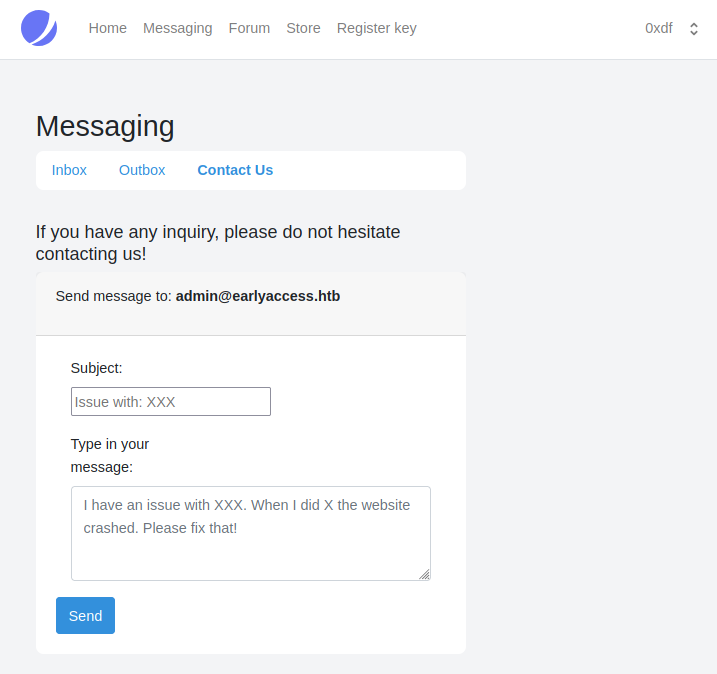 Home Messaging Forum Store Register key 0xdf
Messaging
Inbox Outbox Contact Us
If you have any inquiry, please do not hesitate
contacting us!
Send message to: admin@earlyaccess.htb
Subject:
Issue with: XXX
Type in your
message:
I have an issue with XXX. When I did X the website
crashed. Please fix that!
Send